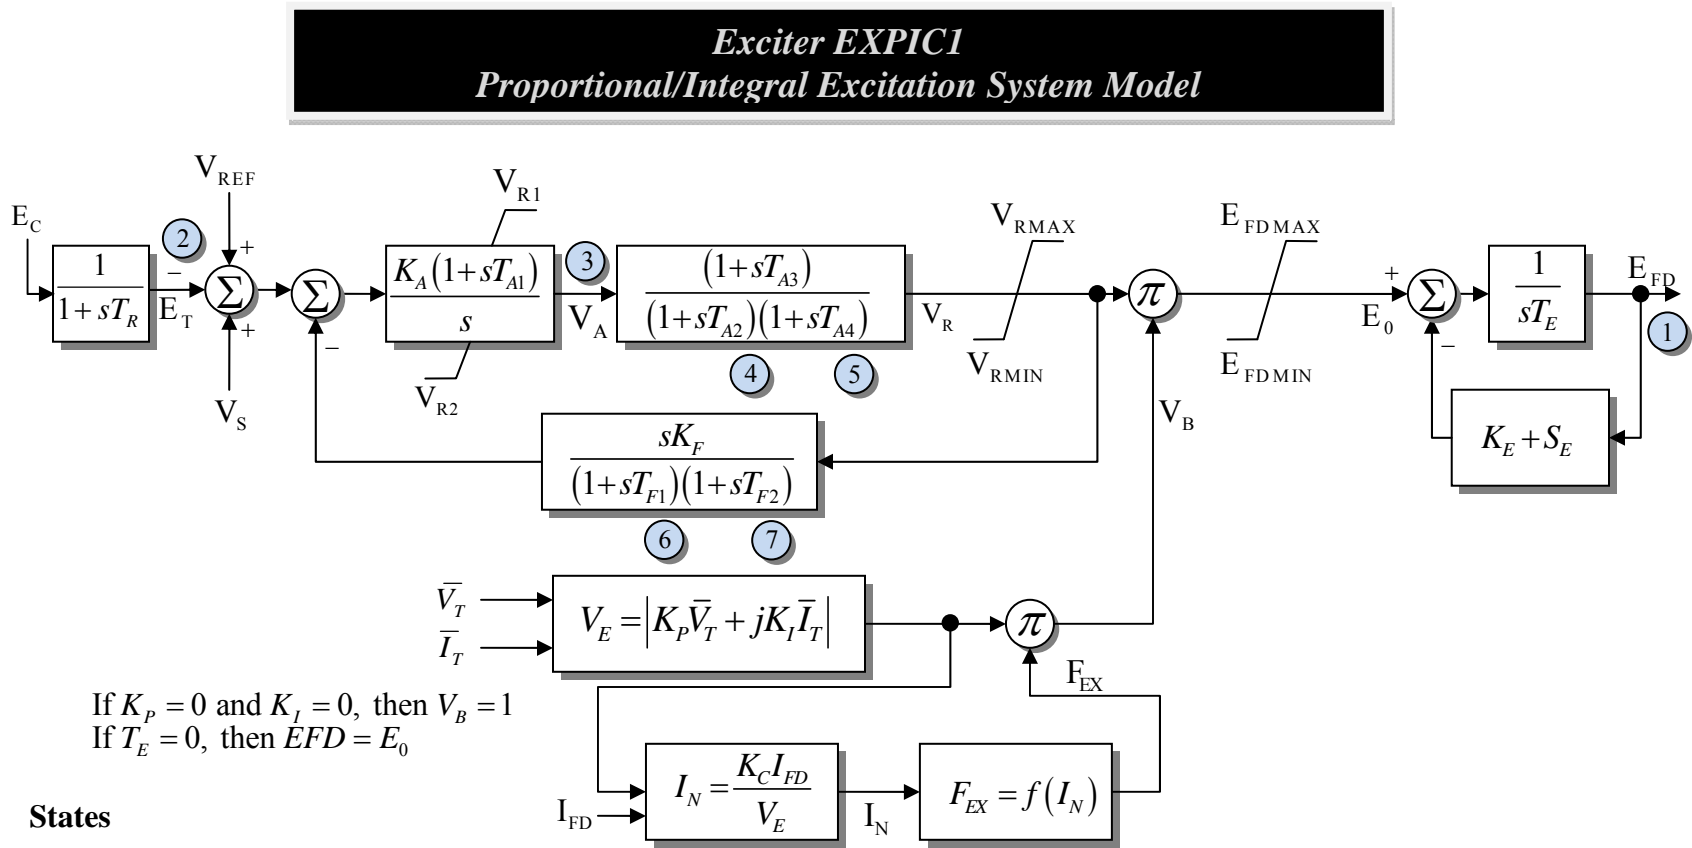 Exciter EXPIC1
Proportional/Integral Excitation System Model
V_REF
E_C
1
1 + sT_R
2
−
E_T
+
Σ
+
V_S
Σ
−
V_R1
K_A(1+sT_A1)
s
V_R2
3
V_A
(1+sT_A3)
(1+sT_A2)(1+sT_A4)
4
5
V_R
V_RMAX
V_RMIN
π
V_B
E_FDMAX
E_FDMIN
+
E_0
Σ
−
1
sT_E
E_FD
1
K_E + S_E
sK_F
(1+sT_F1)(1+sT_F2)
6
7
V̅_T
I̅_T
V_E = |K_P V̅_T + jK_I I̅_T|
π
F_EX
If K_P = 0 and K_I = 0, then V_B = 1
If T_E = 0, then EFD = E_0
I_FD
I_N = K_C I_FD
V_E
I_N
F_EX = f(I_N)
States